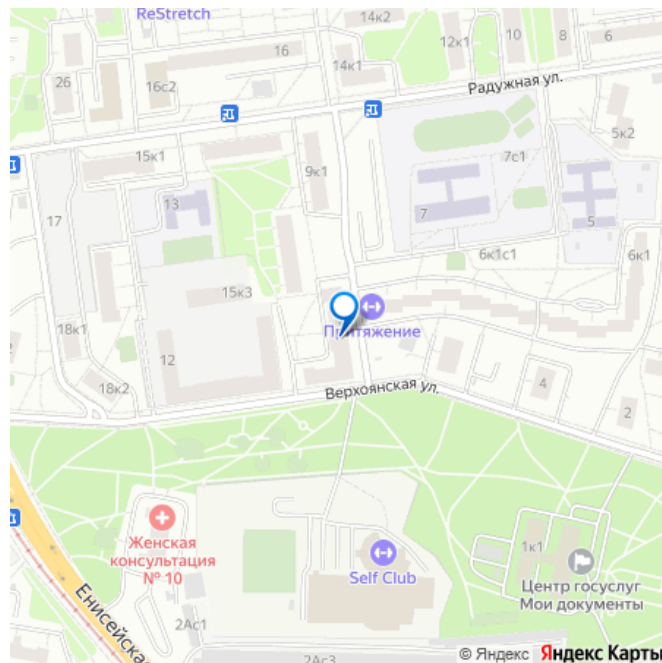 ReStretch
14к2
16
12к1
10
8
6
26
16с2
14к1
Радужная ул.
5к2
15к1
9к1
7с1
13
17
7
5
6к1с1
6к1
15к3
Притяжение
18к1
12
18к2
Верхоянская ул.
4
2
Женская
консультация
№ 10
Self Club
1к1
Центр госуслуг
Мои документы
Енисейская
2Ас1
2Ас3
© Яндекс Яндекс Карты